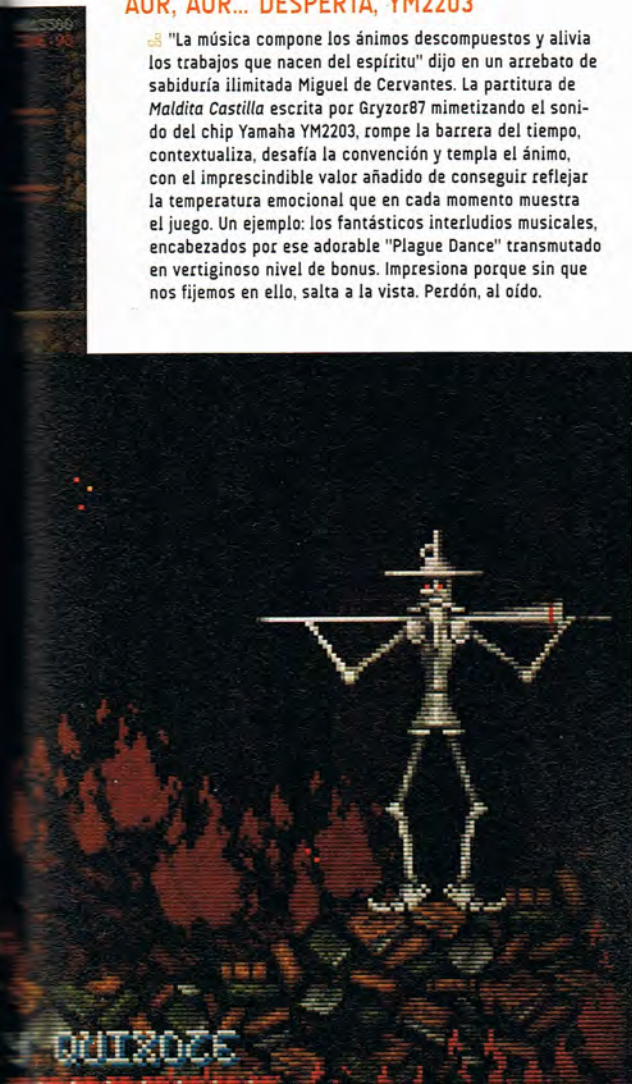 AUR, AUR... DESPERTA, YM2203
"La música compone los ánimos descompuestos y alivia
los trabajos que nacen del espíritu" dijo en un arrebato de
sabiduría ilimitada Miguel de Cervantes. La partitura de
Maldita Castilla escrita por Gryzor87 mimetizando el soni-
do del chip Yamaha YM2203, rompe la barrera del tiempo,
contextualiza, desafía la convención y templa el ánimo,
con el imprescindible valor añadido de conseguir reflejar
la temperatura emocional que en cada momento muestra
el juego. Un ejemplo: los fantásticos interludios musicales,
encabezados por ese adorable "Plague Dance" transmutado
en vertiginoso nivel de bonus. Impresiona porque sin que
nos fijemos en ello, salta a la vista. Perdón, al oído.
QUIXOTE